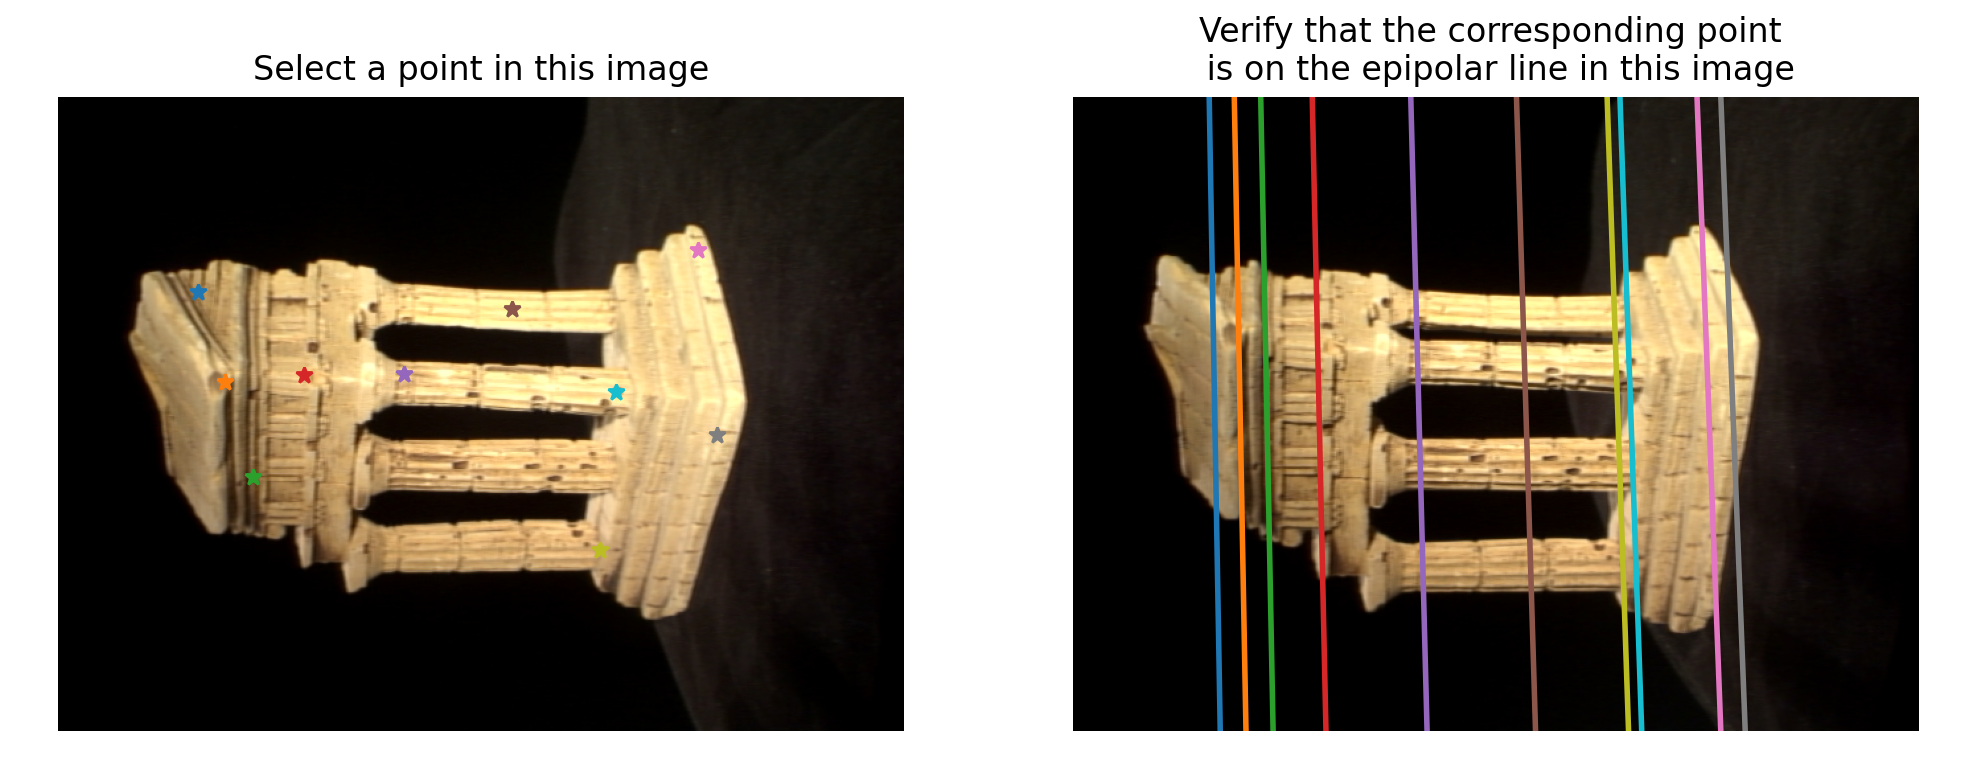 Select a point in this image
Verify that the corresponding point
is on the epipolar line in this image